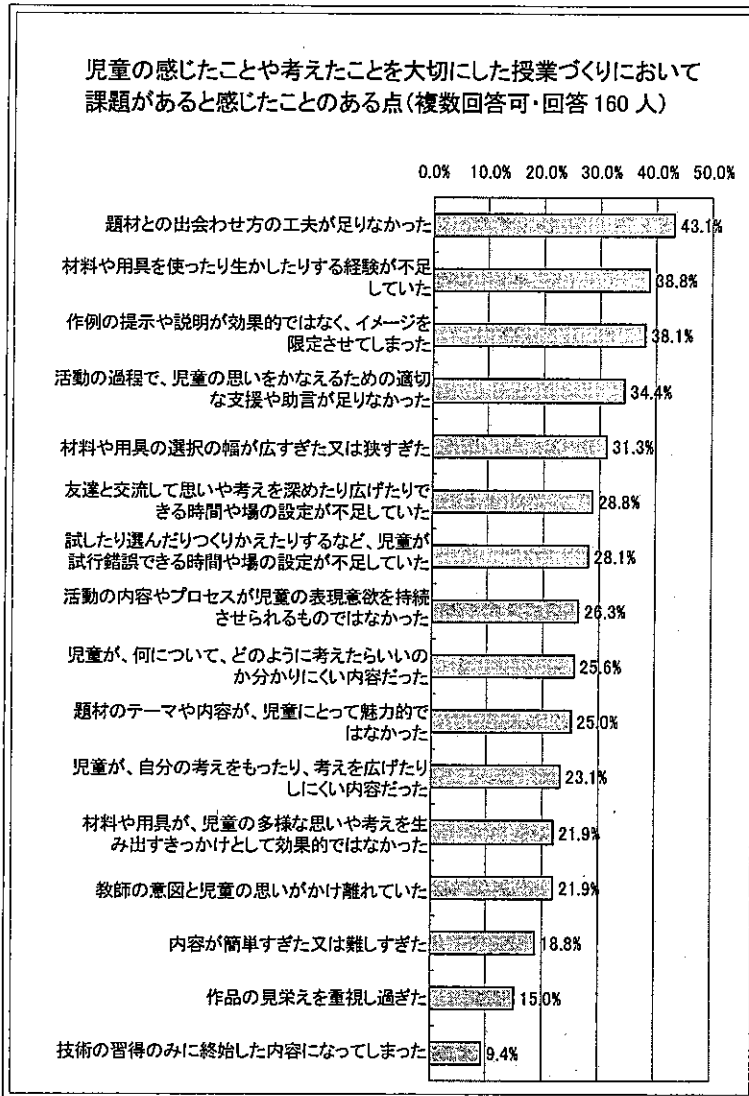 児童の感じたことや考えたことを大切にした授業づくりにおいて
課題があると感じたことのある点(複数回答可・回答 160 人)
0.0% 10.0% 20.0% 30.0% 40.0% 50.0%
題材との出会わせ方の工夫が足りなかった 43.1%
材料や用具を使ったり生かしたりする経験が不足
していた 38.8%
作例の提示や説明が効果的ではなく、イメージを
限定させてしまった 38.1%
活動の過程で、児童の思いをかなえるための適切
な支援や助言が足りなかった 34.4%
材料や用具の選択の幅が広すぎた又は狭すぎた 31.3%
友達と交流して思いや考えを深めたり広げたりで
きる時間や場の設定が不足していた 28.8%
試したり選んだりつくりかえたりするなど、児童が
試行錯誤できる時間や場の設定が不足していた 28.1%
活動の内容やプロセスが児童の表現意欲を持続
させられるものではなかった 26.3%
児童が、何について、どのように考えたらいいの
か分かりにくい内容だった 25.6%
題材のテーマや内容が、児童にとって魅力的で
はなかった 25.0%
児童が、自分の考えをもったり、考えを広げたり
しにくい内容だった 23.1%
材料や用具が、児童の多様な思いや考えを生
み出すきっかけとして効果的ではなかった 21.9%
教師の意図と児童の思いがかけ離れていた 21.9%
内容が簡単すぎた又は難しすぎた 18.8%
作品の見栄えを重視し過ぎた 15.0%
技術の習得のみに終始した内容になってしまった 9.4%